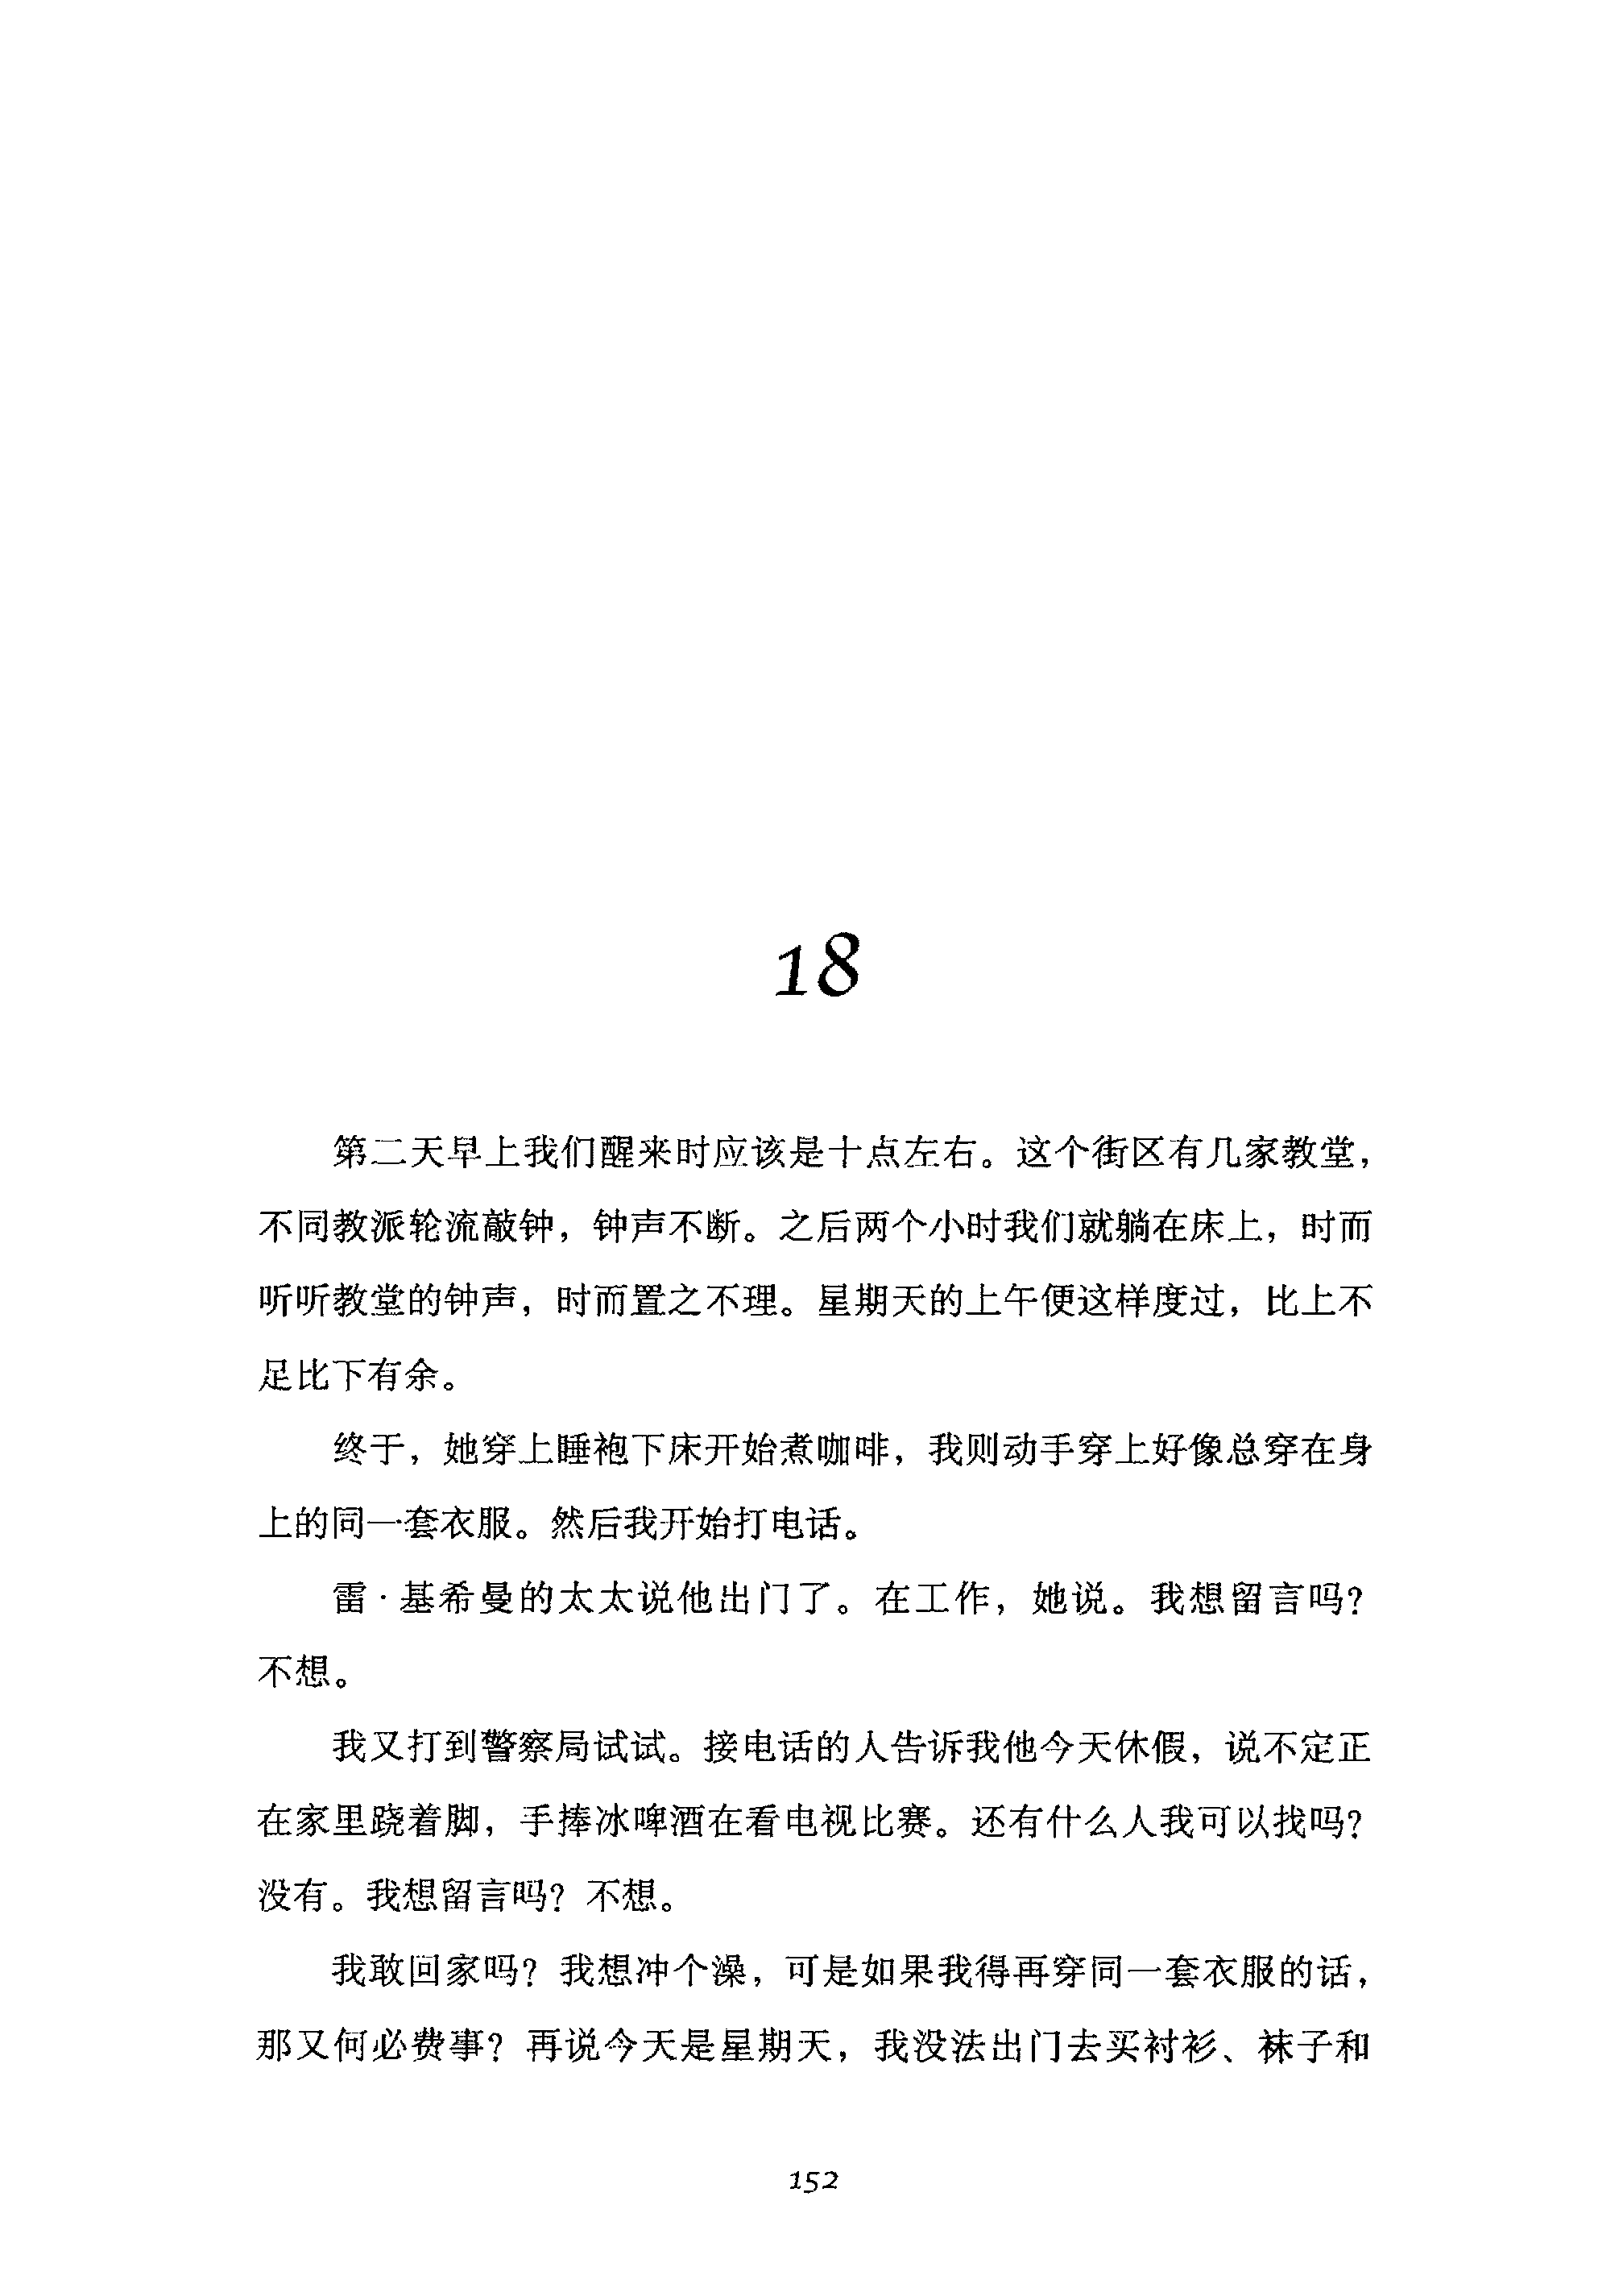 18
第二天早上我们醒来时应该是十点左右。这个街区有几家教堂，
不同教派轮流敲钟，钟声不断。之后两个小时我们就躺在床上，时而
听听教堂的钟声，时而置之不理。星期天的上午便这样度过，比上不
足比下有余。
终于，她穿上睡袍下床开始煮咖啡，我则动手穿上好像总穿在身
上的同一套衣服。然后我开始打电话。
雷·基希曼的太太说他出门了。在工作，她说。我想留言吗？
不想。
我又打到警察局试试。接电话的人告诉我他今天休假，说不定正
在家里跷着脚，手捧冰啤酒在看电视比赛。还有什么人我可以找吗？
没有。我想留言吗？不想。
我敢回家吗？我想冲个澡，可是如果我得再穿同一套衣服的话，
那又何必费事？再说今天是星期天，我没法出门去买衬衫、袜子和
152